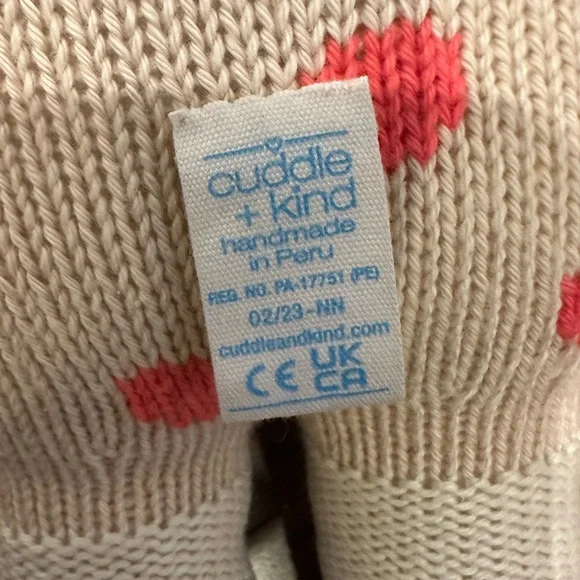 cuddle
+ kind
handmade
in Peru
REG. NO. PA-17751 (PE)
02/23-NN
cuddleandkind.com
CE UK
CA